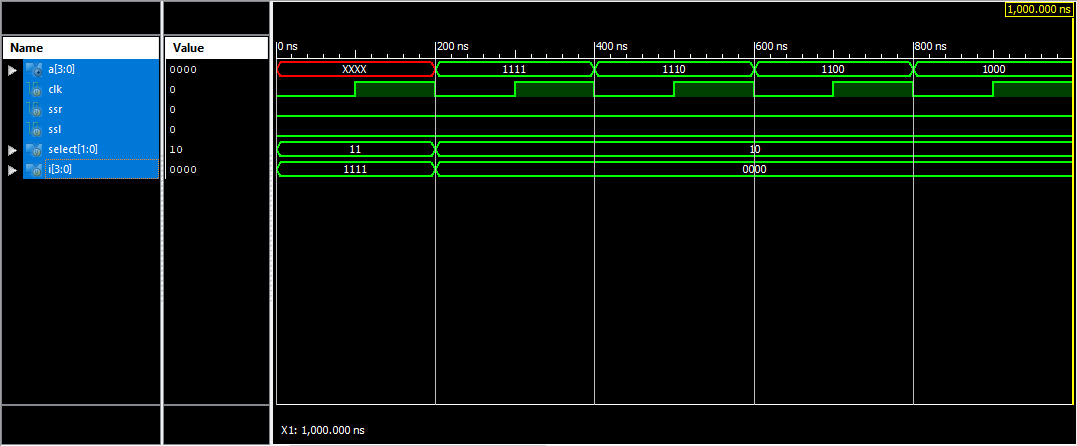 1,000.000 ns
Name Value
0 ns 200 ns 400 ns 600 ns 800 ns
a[3:0] 0000 XXXX 1111 1110 1100 1000
clk 0
ssr 0
ssl 0
select[1:0] 10 11 10
i[3:0] 0000 1111 0000
X1: 1,000.000 ns